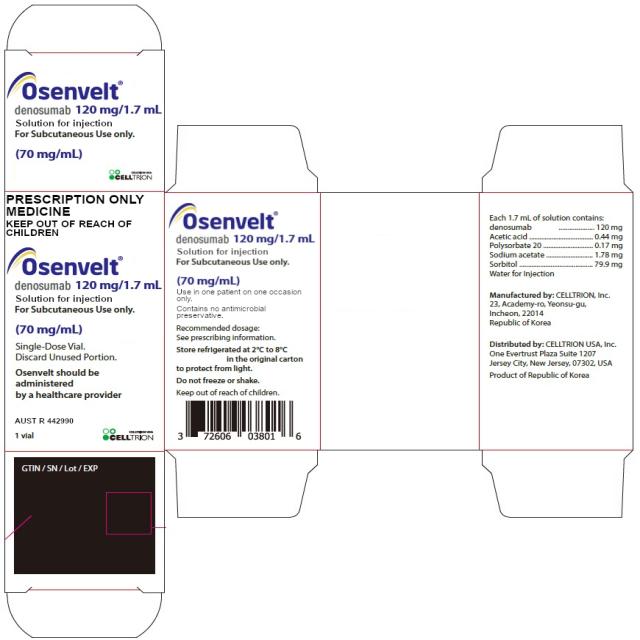 Osenvelt®
denosumab 120 mg/1.7 mL
Solution for injection
For Subcutaneous Use only.
(70 mg/mL)
CELLTRION
PRESCRIPTION ONLY
MEDICINE
KEEP OUT OF REACH OF
CHILDREN
Osenvelt®
denosumab 120 mg/1.7 mL
Solution for injection
For Subcutaneous Use only.
(70 mg/mL)
Single-Dose Vial.
Discard Unused Portion.
Osenvelt should be
administered
by a healthcare provider
AUST R 442990
1 vial
CELLTRION
GTIN / SN / Lot / EXP
Osenvelt®
denosumab 120 mg/1.7 mL
Solution for injection
For Subcutaneous Use only.
(70 mg/mL)
Use in one patient on one occasion
only.
Contains no antimicrobial
preservative.
Recommended dosage:
See prescribing information.
Store refrigerated at 2°C to 8°C
in the original carton
to protect from light.
Do not freeze or shake.
Keep out of reach of children.
3 72606 03801 6
Each 1.7 mL of solution contains:
denosumab .................. 120 mg
Acetic acid ................................ 0.44 mg
Polysorbate 20 ......................... 0.17 mg
Sodium acetate ....................... 1.78 mg
Sorbitol ..................................... 79.9 mg
Water for Injection
Manufactured by: CELLTRION, Inc.
23, Academy-ro, Yeonsu-gu,
Incheon, 22014
Republic of Korea
Distributed by: CELLTRION USA, Inc.
One Evertrust Plaza Suite 1207
Jersey City, New Jersey, 07302, USA
Product of Republic of Korea